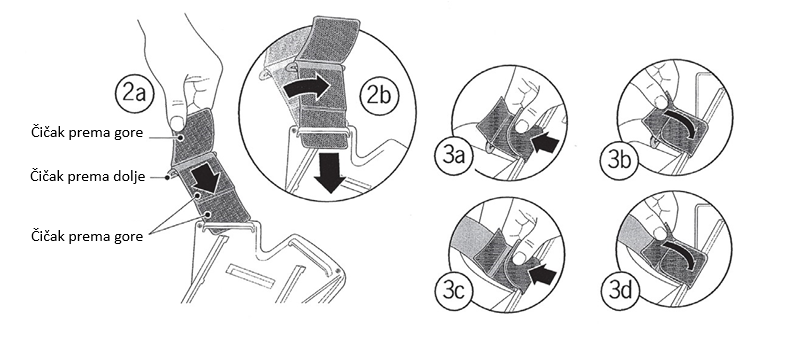 2a
2b
Čičak prema gore
Čičak prema dolje
Čičak prema gore
3a
3b
3c
3d